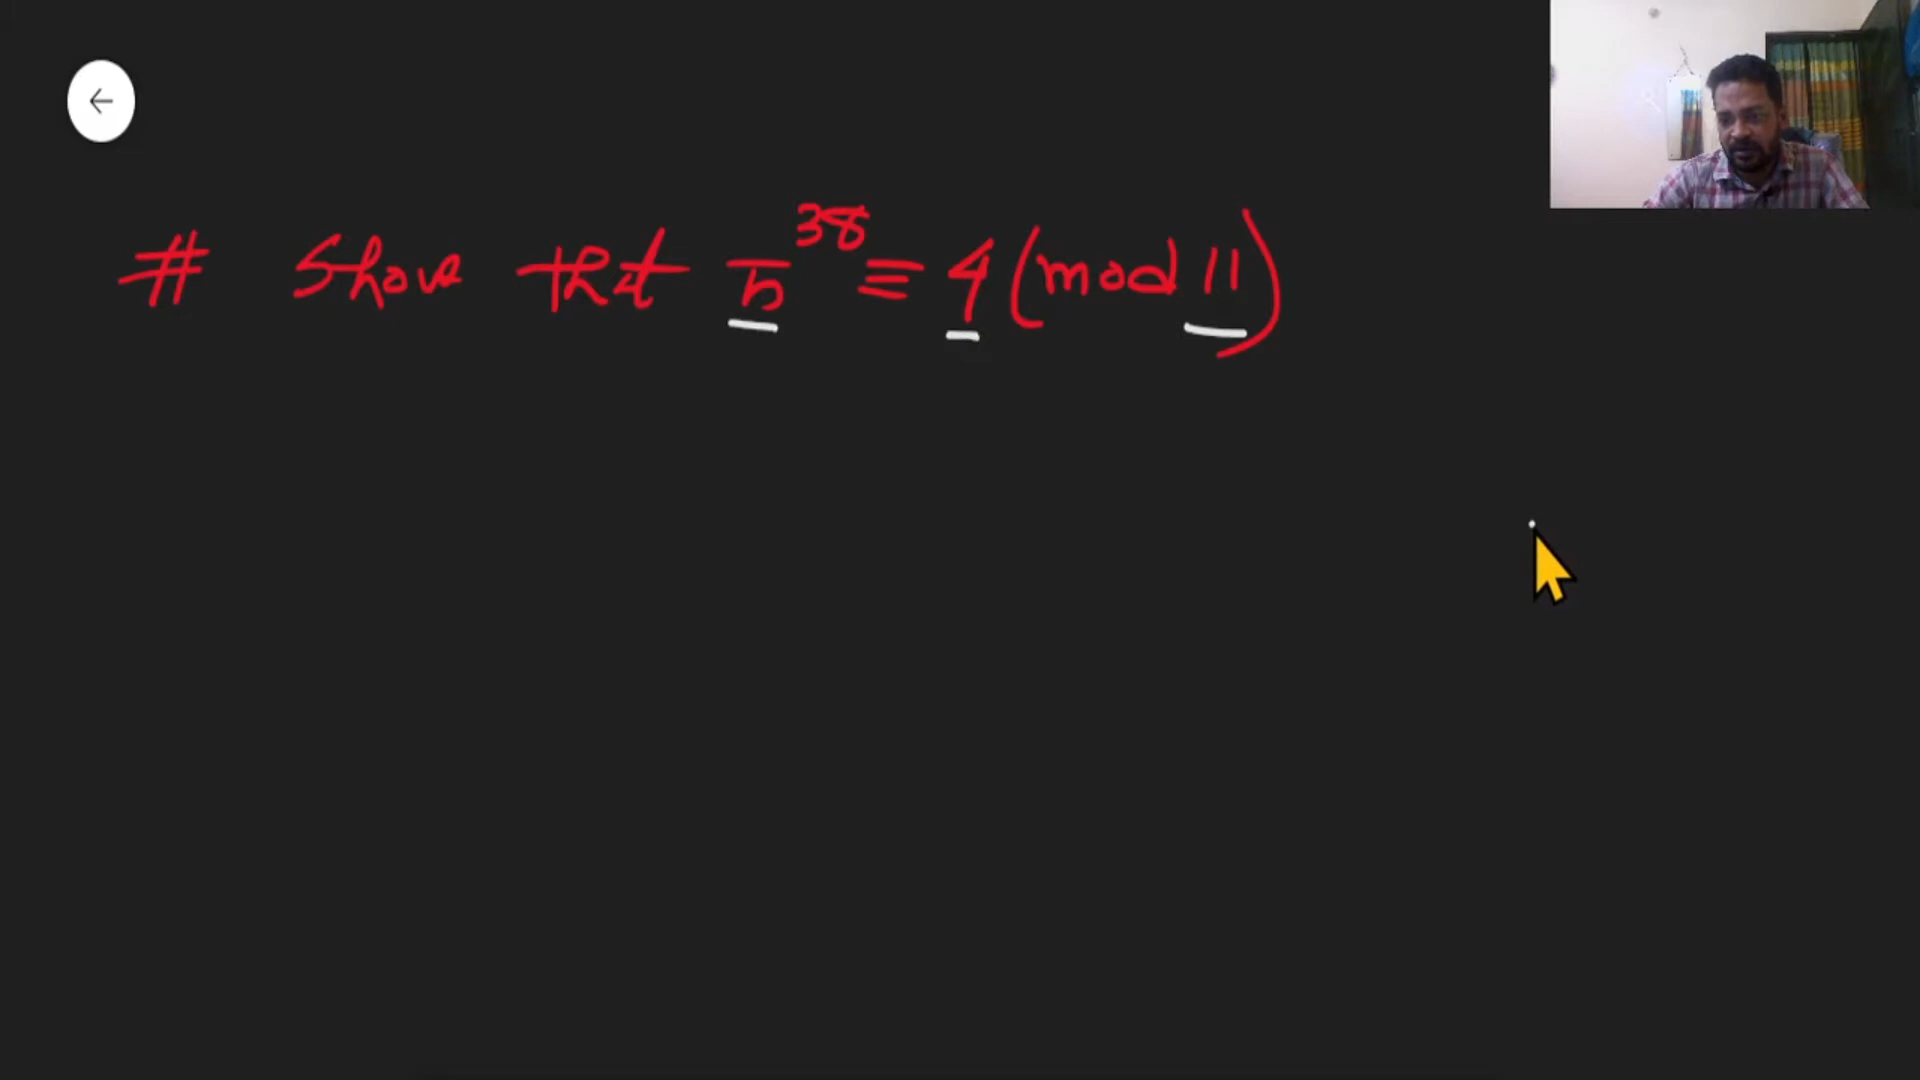 # Show that 5^38 ≡ 4 (mod 11)